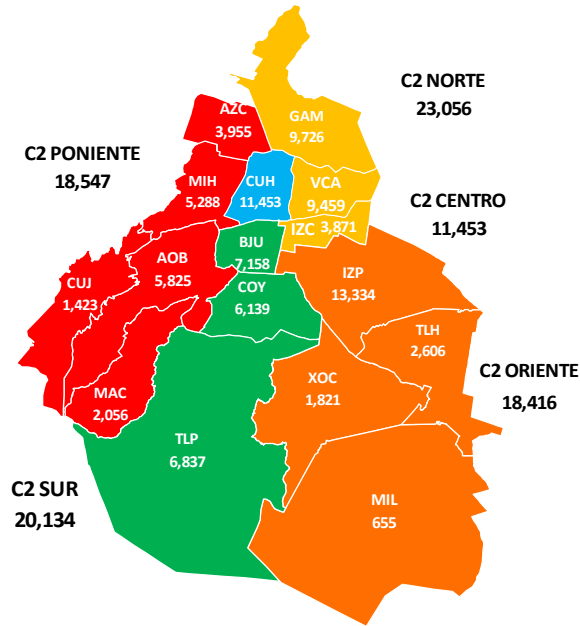 C2 NORTE
23,056
AZC
3,955
GAM
9,726
C2 PONIENTE
18,547
MIH
5,288
CUH
11,453
VCA
9,459
C2 CENTRO
11,453
IZC 3,871
BJU
7,158
AOB
5,825
IZP
13,334
CUJ
1,423
COY
6,139
TLH
2,606
C2 ORIENTE
18,416
XOC
1,821
MAC
2,056
TLP
6,837
C2 SUR
20,134
MIL
655